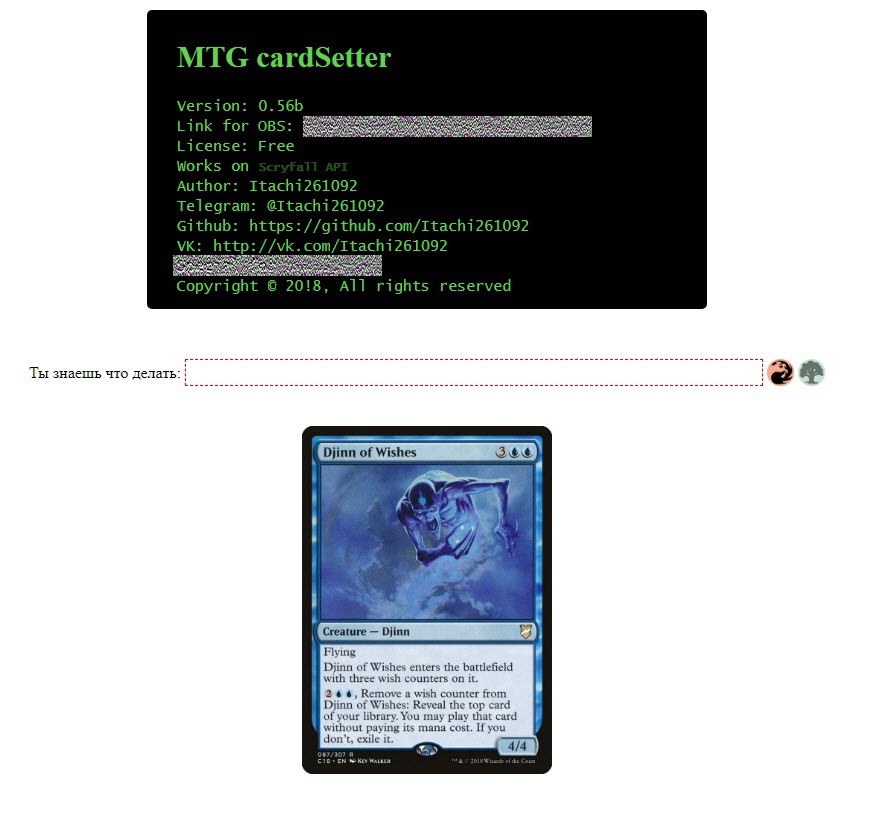 MTG cardSetter
Version: 0.56b
Link for OBS:
License: Free
Works on Scryfall API
Author: Itachi261092
Telegram: @Itachi261092
Github: https://github.com/Itachi261092
VK: http://vk.com/Itachi261092
Copyright © 20!8, All rights reserved
Ты знаешь что делать:
Djinn of Wishes 3
Creature — Djinn
Flying
Djinn of Wishes enters the battlefield
with three wish counters on it.
2, Remove a wish counter from
Djinn of Wishes: Reveal the top card
of your library. You may play that card
without paying its mana cost. If you
don't, exile it.
4/4
087/307 R
C18 • EN Kev Walker
™ & © 2018 Wizards of the Coast